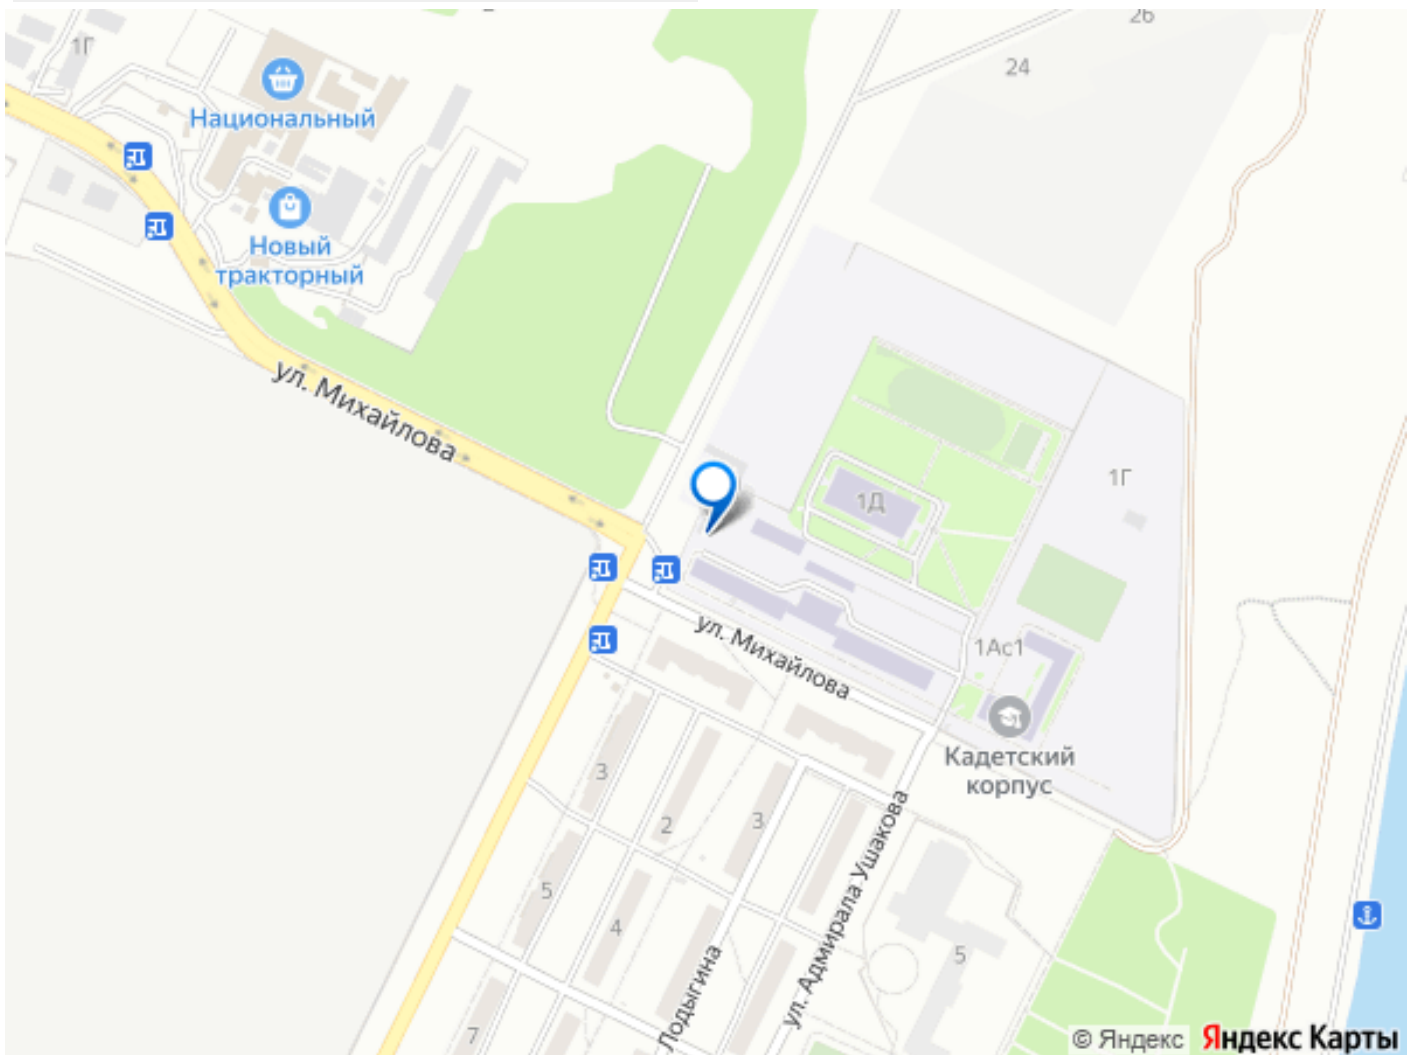 26
24
1Г
Национальный
Новый
тракторный
ул. Михайлова
1Г
1Д
ул. Михайлова
1Ас1
Кадетский
корпус
3
2
3
5
4
ул. Адмирала Ушакова
Лодыгина
5
7
© Яндекс Яндекс Карты